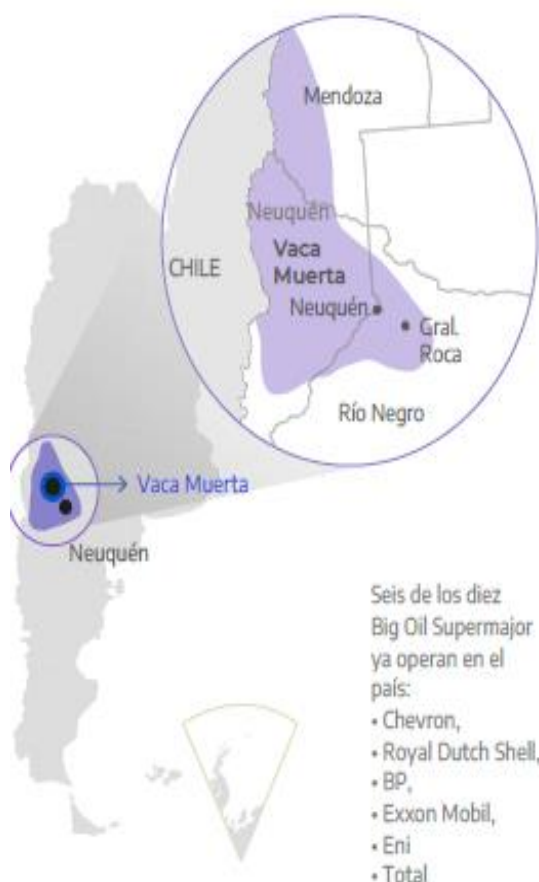 Mendoza
Neuquén
CHILE
Vaca
Muerta
Neuquén
Gral.
Roca
Río Negro
Vaca Muerta
Neuquén
Seis de los diez
Big Oil Supermajor
ya operan en el
país:
• Chevron,
• Royal Dutch Shell,
• BP,
• Exxon Mobil,
• Eni
• Total